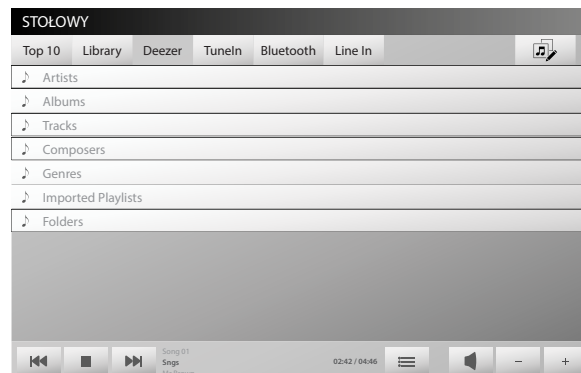 STOŁOWY
Top 10 Library Deezer TuneIn Bluetooth Line In
Artists
Albums
Tracks
Composers
Genres
Imported Playlists
Folders
Song 01
Sngs
02:42 / 04:46